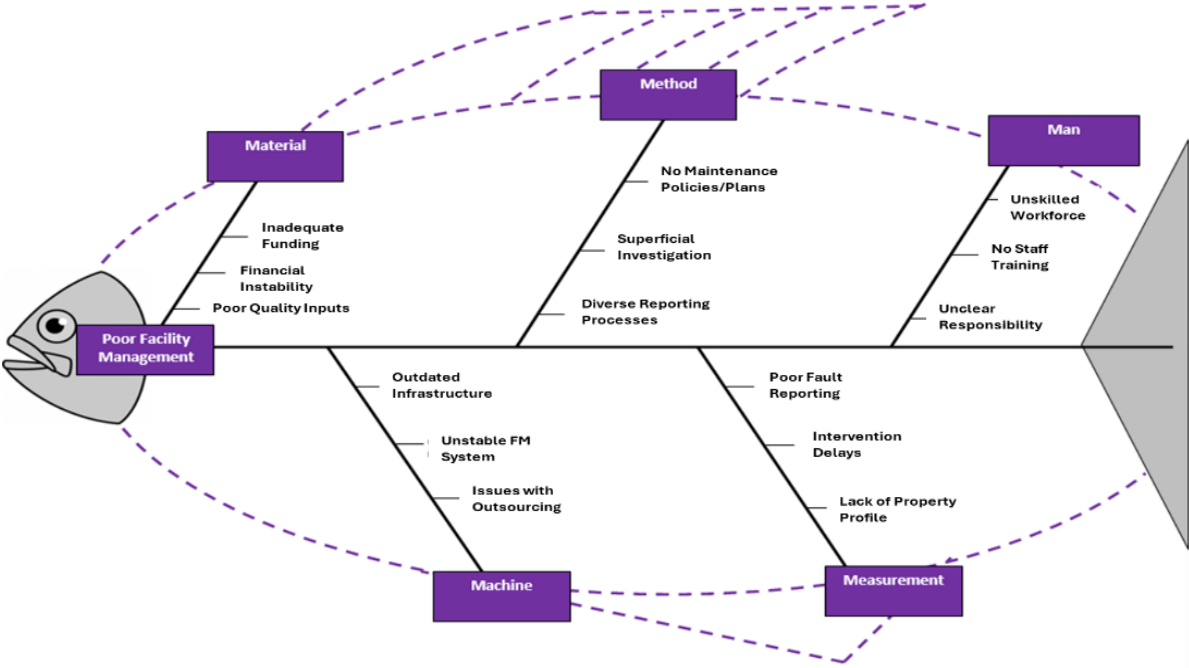 Method
Man
Material
No Maintenance
Policies/Plans
Unskilled
Workforce
Inadequate
Funding
Superficial
Investigation
No Staff
Training
Financial
Instability
Poor Quality Inputs
Diverse Reporting
Processes
Unclear
Responsibility
Poor Facility
Management
Outdated
Infrastructure
Poor Fault
Reporting
Unstable FM
System
Intervention
Delays
Issues with
Outsourcing
Lack of Property
Profile
Machine
Measurement